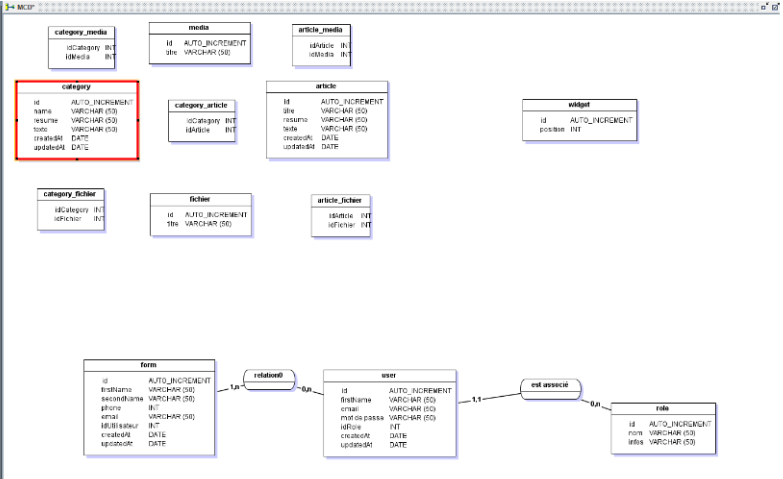 MCD*
category_media
idCategory INT
idMedia INT
media
id AUTO_INCREMENT
titre VARCHAR (50)
article_media
idArticle INT
idMedia INT
category
id AUTO_INCREMENT
name VARCHAR (50)
resume VARCHAR (50)
texte VARCHAR (50)
createdAt DATE
updatedAt DATE
category_article
idCategory INT
idArticle INT
article
id AUTO_INCREMENT
titre VARCHAR (50)
resume VARCHAR (50)
texte VARCHAR (50)
createdAt DATE
updatedAt DATE
widget
id AUTO_INCREMENT
position INT
category_fichier
idCategory INT
idFichier INT
fichier
id AUTO_INCREMENT
titre VARCHAR (50)
article_fichier
idArticle INT
idFichier INT
form
id AUTO_INCREMENT
firstName VARCHAR (50)
secondName VARCHAR (50)
phone INT
email VARCHAR (50)
idUtilisateur INT
createdAt DATE
updatedAt DATE
1,n
relation0
0,n
user
id AUTO_INCREMENT
firstName VARCHAR (50)
email VARCHAR (50)
mot de passe VARCHAR (50)
idRole INT
createdAt DATE
updatedAt DATE
1,1
est associé
0,n
role
id AUTO_INCREMENT
nom VARCHAR (50)
infos VARCHAR (50)